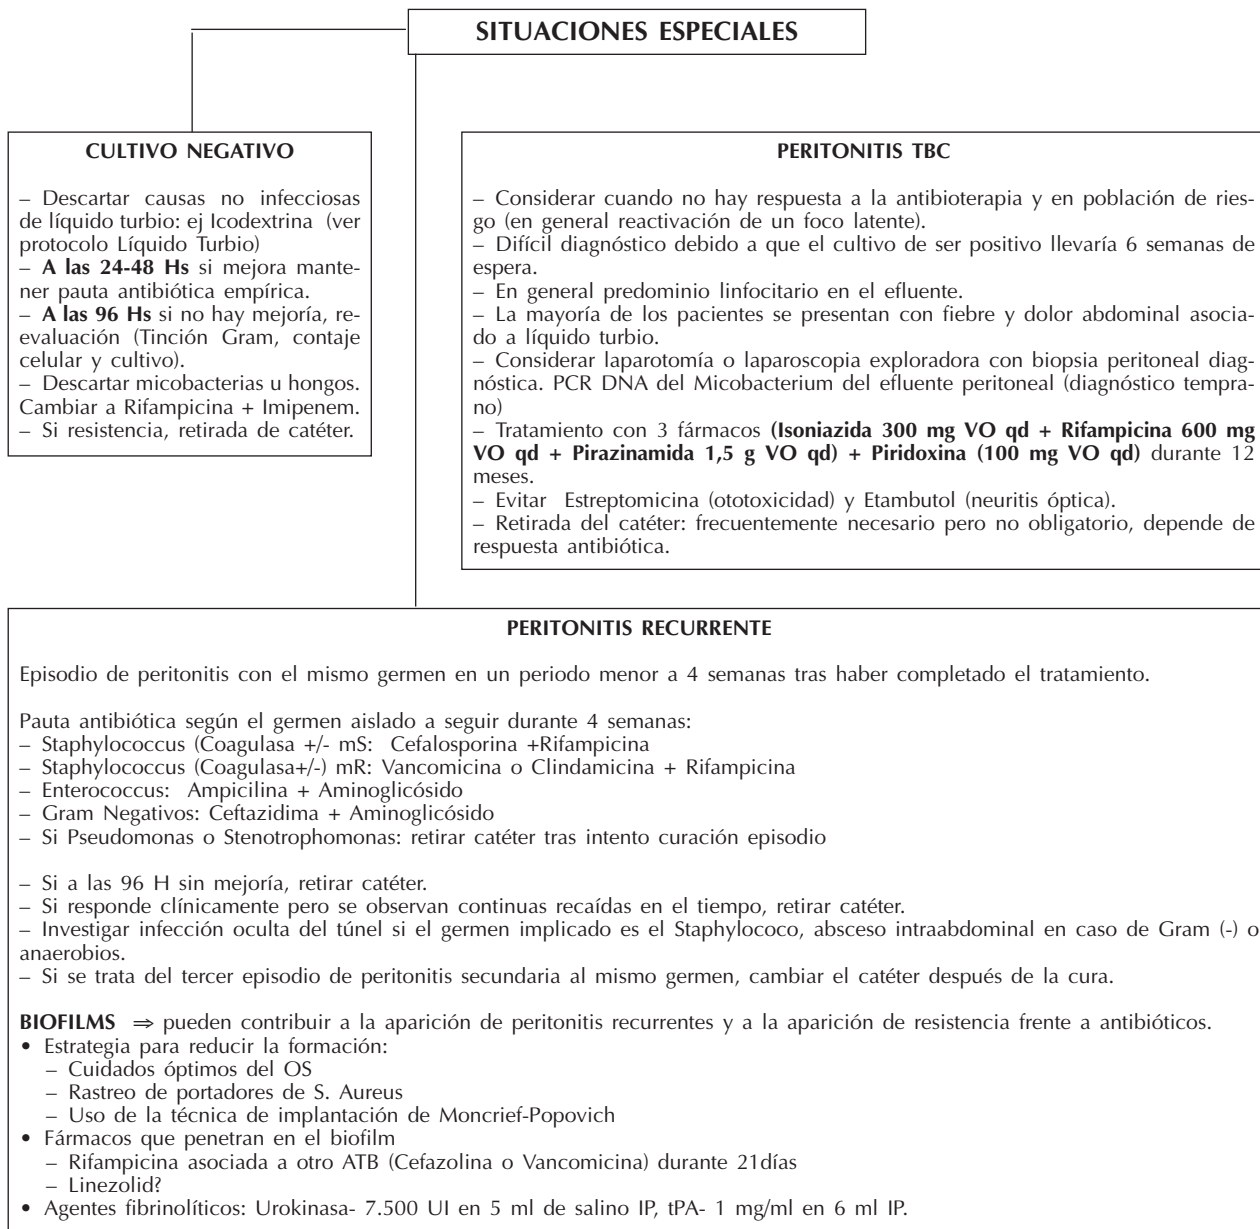 SITUACIONES ESPECIALES
CULTIVO NEGATIVO
– Descartar causas no infecciosas
de líquido turbio: ej Icodextrina (ver
protocolo Líquido Turbio)
– A las 24-48 Hs si mejora mante-
ner pauta antibiótica empírica.
– A las 96 Hs si no hay mejoría, re-
evaluación (Tinción Gram, contaje
celular y cultivo).
– Descartar micobacterias u hongos.
Cambiar a Rifampicina + Imipenem.
– Si resistencia, retirada de catéter.
PERITONITIS TBC
– Considerar cuando no hay respuesta a la antibioterapia y en población de ries-
go (en general reactivación de un foco latente).
– Difícil diagnóstico debido a que el cultivo de ser positivo llevaría 6 semanas de
espera.
– En general predominio linfocitario en el efluente.
– La mayoría de los pacientes se presentan con fiebre y dolor abdominal asocia-
do a líquido turbio.
– Considerar laparotomía o laparoscopia exploradora con biopsia peritoneal diag-
nóstica. PCR DNA del Micobacterium del efluente peritoneal (diagnóstico tempra-
no)
– Tratamiento con 3 fármacos (Isoniazida 300 mg VO qd + Rifampicina 600 mg
VO qd + Pirazinamida 1,5 g VO qd) + Piridoxina (100 mg VO qd) durante 12
meses.
– Evitar Estreptomicina (ototoxicidad) y Etambutol (neuritis óptica).
– Retirada del catéter: frecuentemente necesario pero no obligatorio, depende de
respuesta antibiótica.
PERITONITIS RECURRENTE
Episodio de peritonitis con el mismo germen en un periodo menor a 4 semanas tras haber completado el tratamiento.
Pauta antibiótica según el germen aislado a seguir durante 4 semanas:
– Staphylococcus (Coagulasa +/- mS: Cefalosporina +Rifampicina
– Staphylococcus (Coagulasa+/-) mR: Vancomicina o Clindamicina + Rifampicina
– Enterococcus: Ampicilina + Aminoglicósido
– Gram Negativos: Ceftazidima + Aminoglicósido
– Si Pseudomonas o Stenotrophomonas: retirar catéter tras intento curación episodio
– Si a las 96 H sin mejoría, retirar catéter.
– Si responde clínicamente pero se observan continuas recaídas en el tiempo, retirar catéter.
– Investigar infección oculta del túnel si el germen implicado es el Staphylococo, absceso intraabdominal en caso de Gram (-) o
anaerobios.
– Si se trata del tercer episodio de peritonitis secundaria al mismo germen, cambiar el catéter después de la cura.
BIOFILMS ⇒ pueden contribuir a la aparición de peritonitis recurrentes y a la aparición de resistencia frente a antibióticos.
• Estrategia para reducir la formación:
– Cuidados óptimos del OS
– Rastreo de portadores de S. Aureus
– Uso de la técnica de implantación de Moncrief-Popovich
• Fármacos que penetran en el biofilm
– Rifampicina asociada a otro ATB (Cefazolina o Vancomicina) durante 21días
– Linezolid?
• Agentes fibrinolíticos: Urokinasa- 7.500 UI en 5 ml de salino IP, tPA- 1 mg/ml en 6 ml IP.